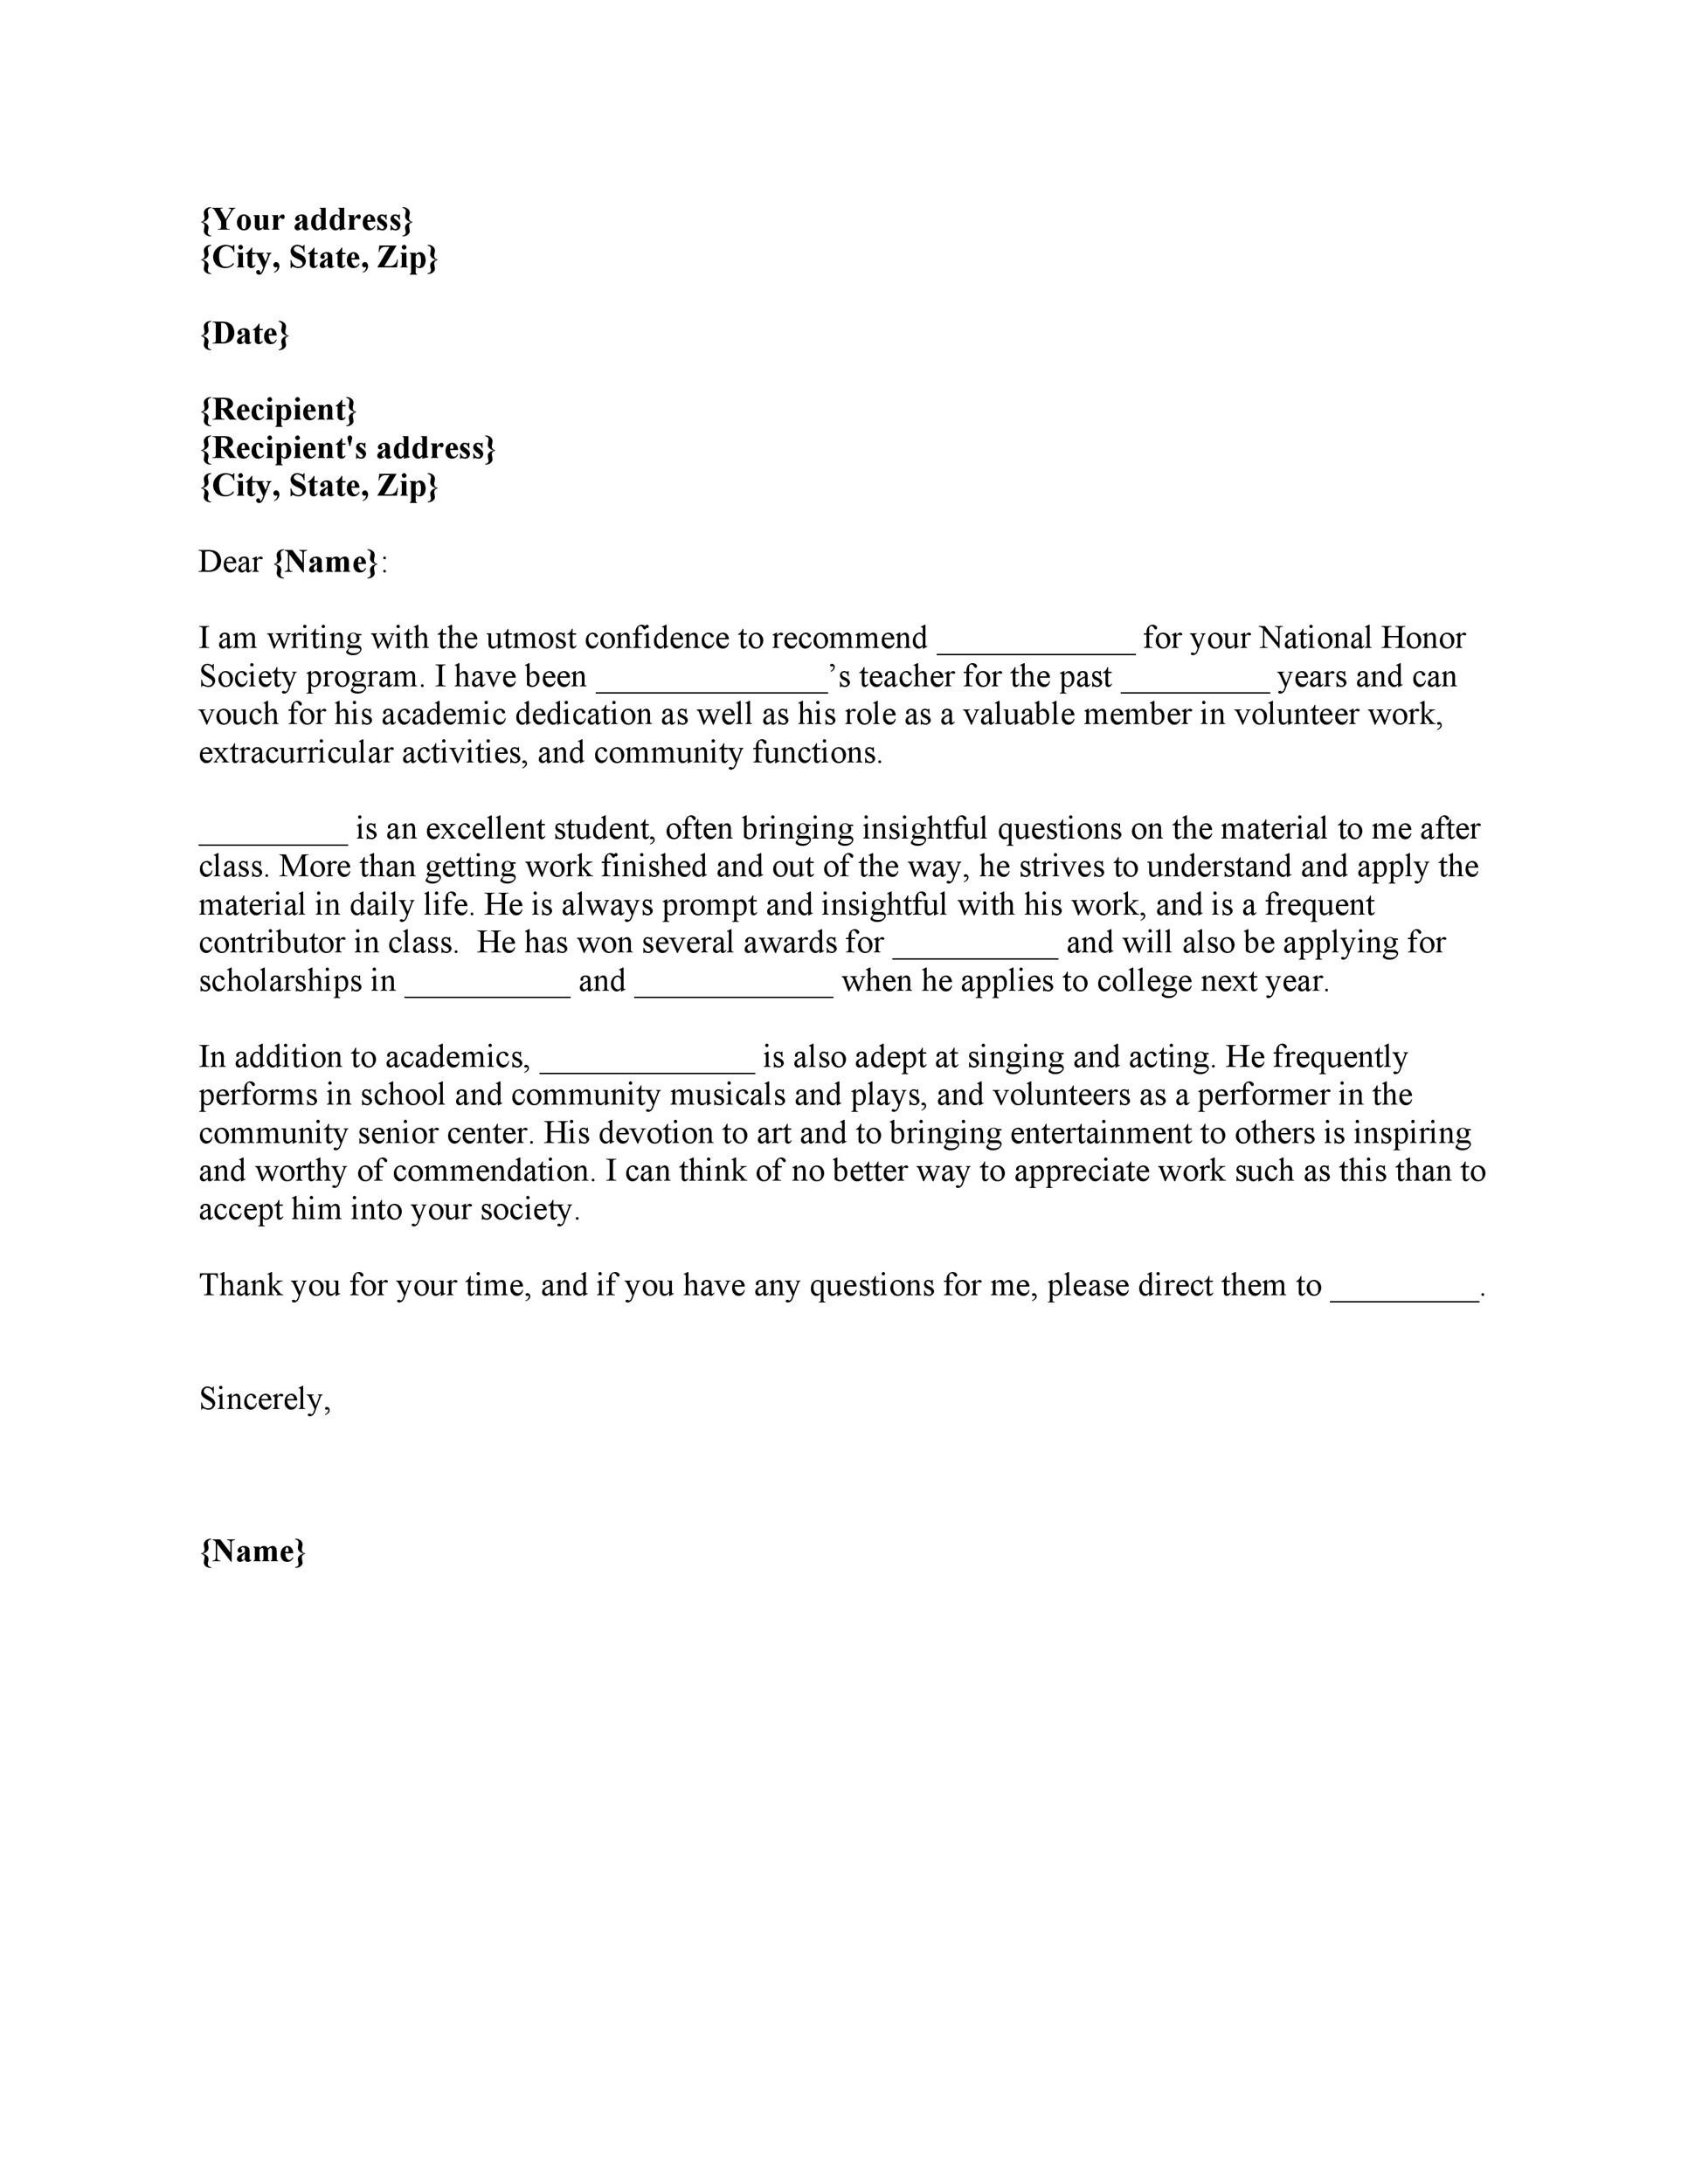 {Your address}
{City, State, Zip}
{Date}
{Recipient}
{Recipient's address}
{City, State, Zip}
Dear {Name}:
I am writing with the utmost confidence to recommend ____________ for your National Honor
Society program. I have been ______________’s teacher for the past _________ years and can
vouch for his academic dedication as well as his role as a valuable member in volunteer work,
extracurricular activities, and community functions.
_________ is an excellent student, often bringing insightful questions on the material to me after
class. More than getting work finished and out of the way, he strives to understand and apply the
material in daily life. He is always prompt and insightful with his work, and is a frequent
contributor in class.  He has won several awards for __________ and will also be applying for
scholarships in __________ and ____________ when he applies to college next year.
In addition to academics, _____________ is also adept at singing and acting. He frequently
performs in school and community musicals and plays, and volunteers as a performer in the
community senior center. His devotion to art and to bringing entertainment to others is inspiring
and worthy of commendation. I can think of no better way to appreciate work such as this than to
accept him into your society.
Thank you for your time, and if you have any questions for me, please direct them to _________.
Sincerely,
{Name}